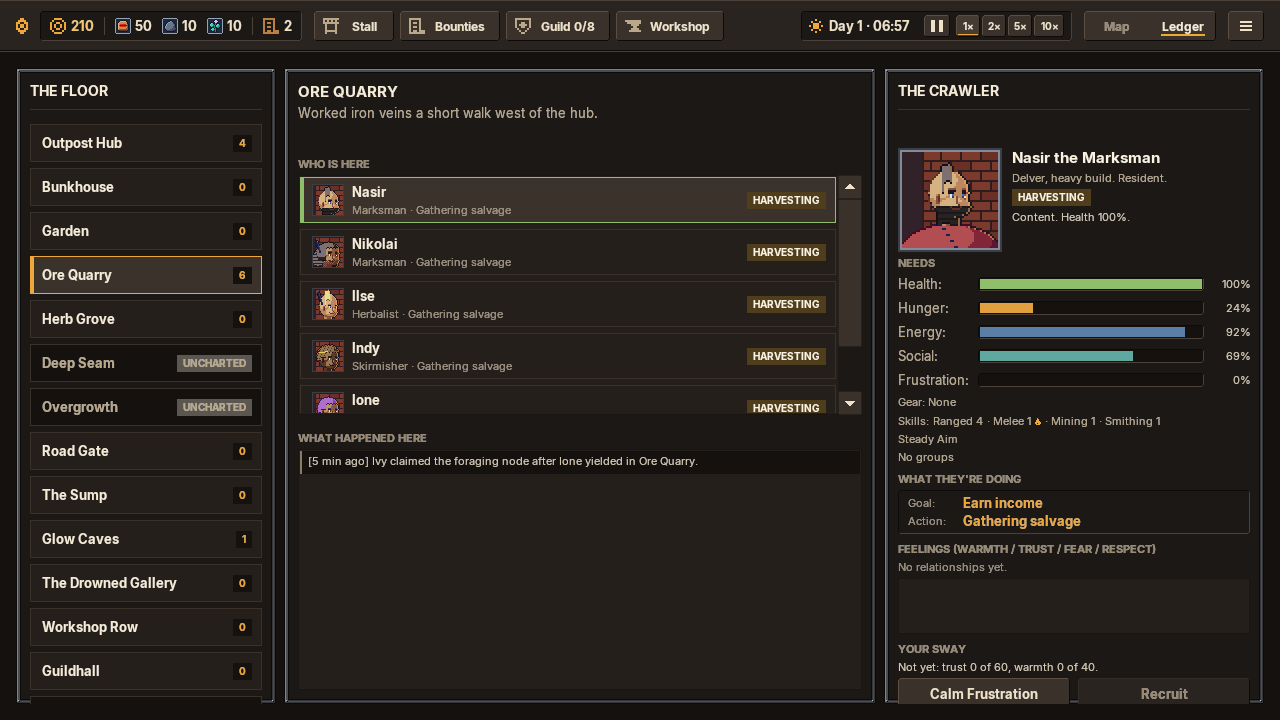 210 50 10 10 2 Stall Bounties Guild 0/8 Workshop Day 1 · 06:57 1x 2x 5x 10x Map Ledger
THE FLOOR
Outpost Hub 4
Bunkhouse 0
Garden 0
Ore Quarry 6
Herb Grove 0
Deep Seam UNCHARTED
Overgrowth UNCHARTED
Road Gate 0
The Sump 0
Glow Caves 1
The Drowned Gallery 0
Workshop Row 0
Guildhall 0
ORE QUARRY
Worked iron veins a short walk west of the hub.
WHO IS HERE
Nasir
Marksman · Gathering salvage
HARVESTING
Nikolai
Marksman · Gathering salvage
HARVESTING
Ilse
Herbalist · Gathering salvage
HARVESTING
Indy
Skirmisher · Gathering salvage
HARVESTING
Ione
HARVESTING
WHAT HAPPENED HERE
[5 min ago] Ivy claimed the foraging node after Ione yielded in Ore Quarry.
THE CRAWLER
Nasir the Marksman
Delver, heavy build. Resident.
HARVESTING
Content. Health 100%.
NEEDS
Health: 100%
Hunger: 24%
Energy: 92%
Social: 69%
Frustration: 0%
Gear: None
Skills: Ranged 4 · Melee 1 · Mining 1 · Smithing 1
Steady Aim
No groups
WHAT THEY'RE DOING
Goal: Earn income
Action: Gathering salvage
FEELINGS (WARMTH / TRUST / FEAR / RESPECT)
No relationships yet.
YOUR SWAY
Not yet: trust 0 of 60, warmth 0 of 40.
Calm Frustration Recruit